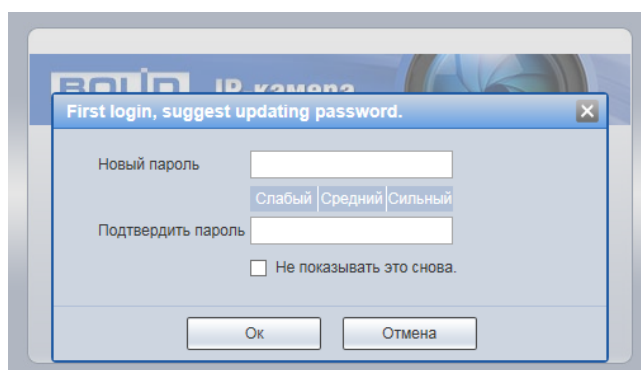 BOLID IP-камера
First login, suggest updating password.
Новый пароль
Слабый Средний Сильный
Подтвердить пароль
Не показывать это снова.
Ок Отмена